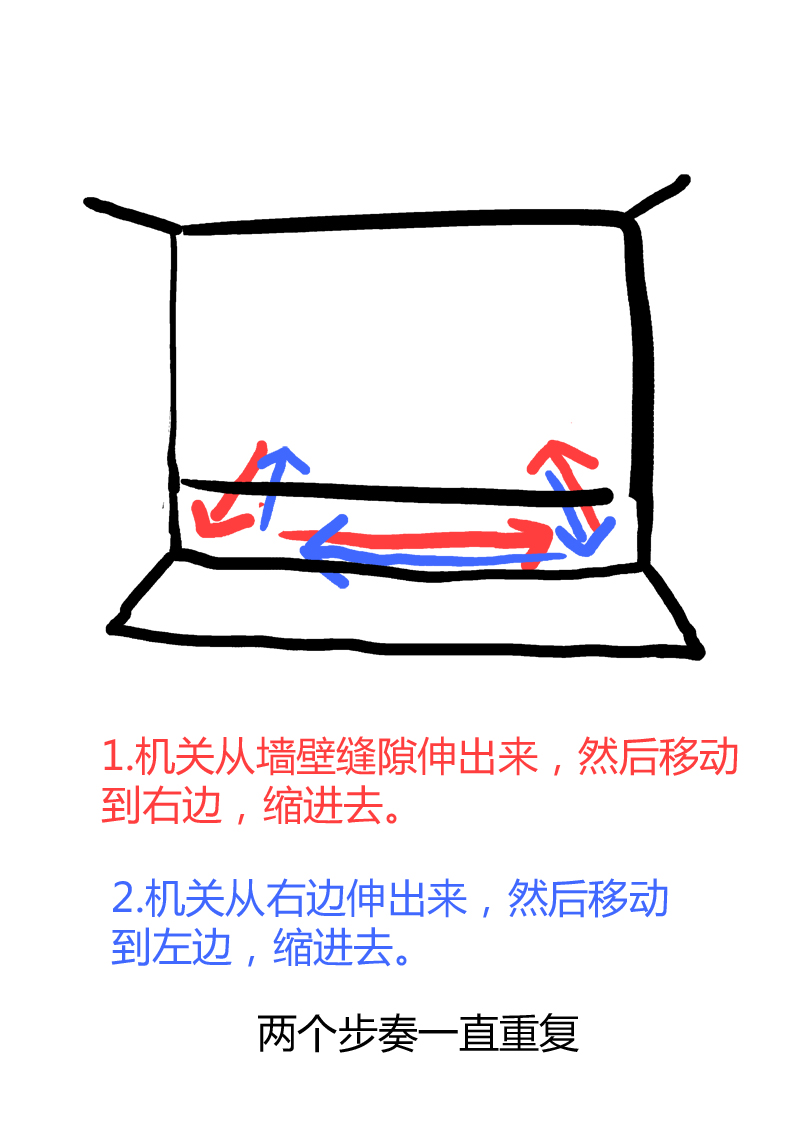 1.机关从墙壁缝隙伸出来，然后移动
到右边，缩进去。
2.机关从右边伸出来，然后移动
到左边，缩进去。
两个步奏一直重复